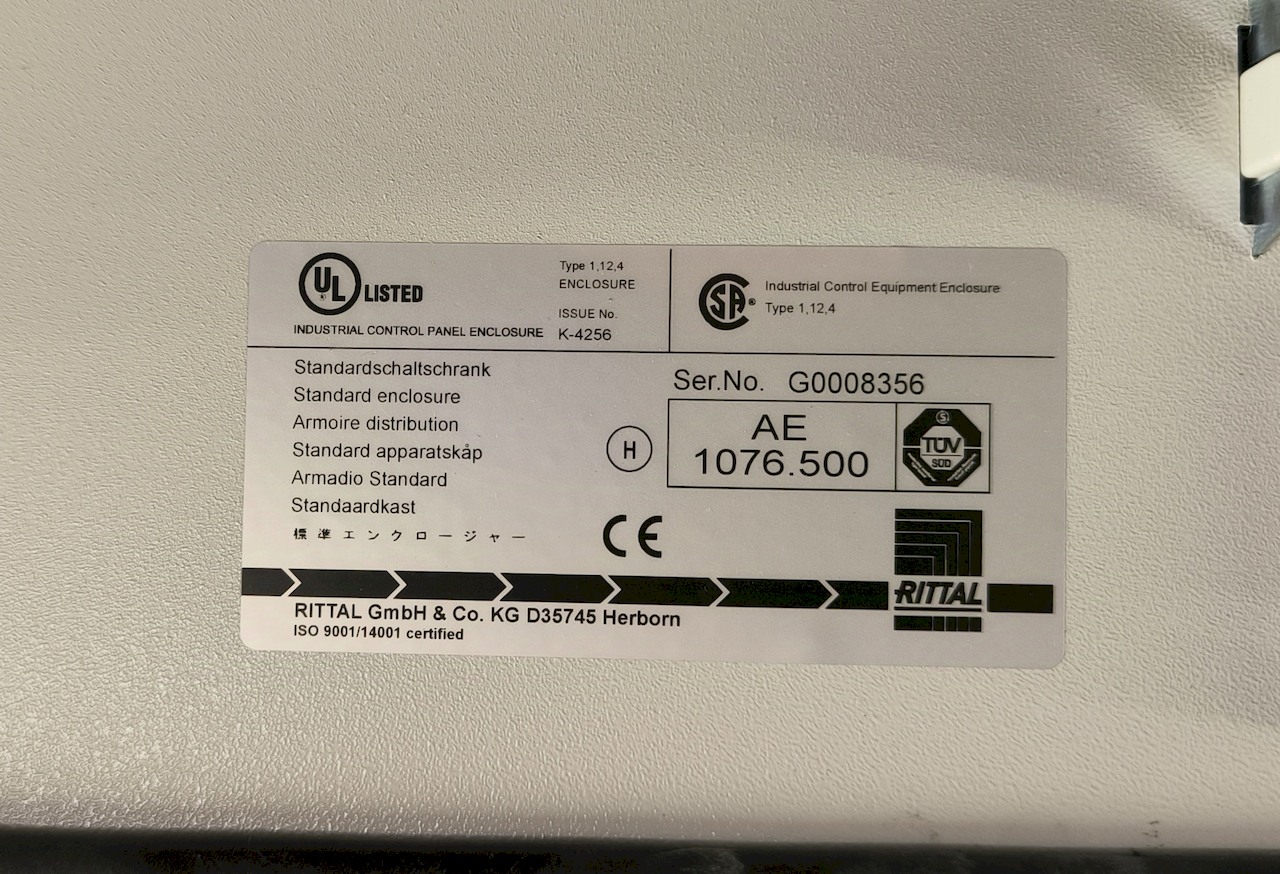 UL LISTED
INDUSTRIAL CONTROL PANEL ENCLOSURE
Type 1,12,4
ENCLOSURE
ISSUE No.
K-4256
SA
Industrial Control Equipment Enclosure
Type 1,12,4
Standardschaltschrank
Standard enclosure
Armoire distribution
Standard apparatskåp
Armadio Standard
Standaardkast
標準エンクロージャー
H
CE
Ser.No. G0008356
AE
1076.500
TÜV
SÜD
RITTAL
RITTAL GmbH & Co. KG D35745 Herborn
ISO 9001/14001 certified